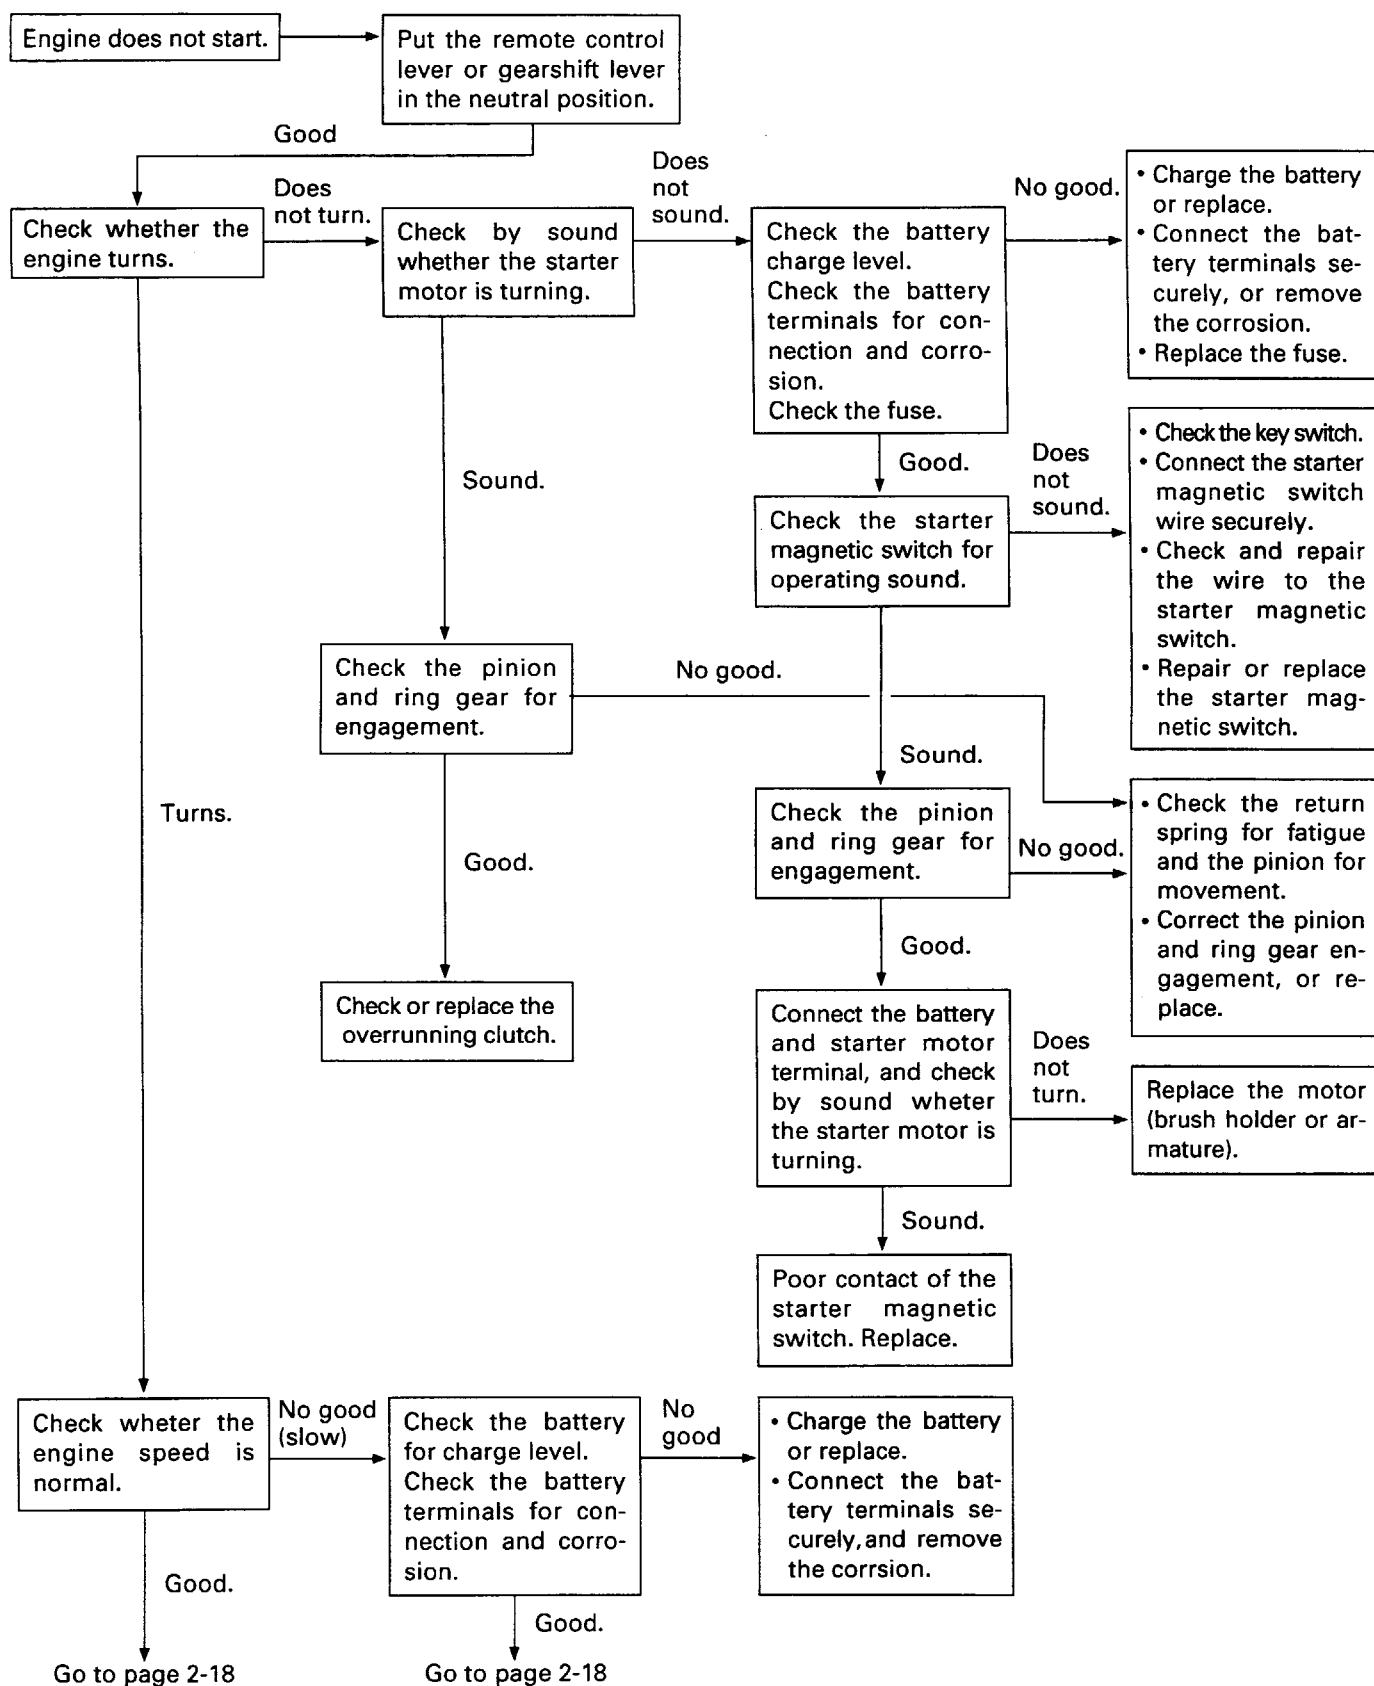 Engine does not start.
Put the remote control
lever or gearshift lever
in the neutral position.
Good
Check whether the
engine turns.
Does
not turn.
Check by sound
whether the starter
motor is turning.
Does
not
sound.
Check the battery
charge level.
Check the battery
terminals for con-
nection and corro-
sion.
Check the fuse.
No good.
• Charge the battery
or replace.
• Connect the bat-
tery terminals se-
curely, or remove
the corrosion.
• Replace the fuse.
Good.
Sound.
Check the starter
magnetic switch for
operating sound.
Does
not
sound.
• Check the key switch.
• Connect the starter
magnetic switch
wire securely.
• Check and repair
the wire to the
starter magnetic
switch.
• Repair or replace
the starter mag-
netic switch.
Check the pinion
and ring gear for
engagement.
No good.
Sound.
Turns.
Good.
Check the pinion
and ring gear for
engagement.
No good.
• Check the return
spring for fatigue
and the pinion for
movement.
• Correct the pinion
and ring gear en-
gagement, or re-
place.
Good.
Check or replace the
overrunning clutch.
Connect the battery
and starter motor
terminal, and check
by sound wheter
the starter motor is
turning.
Does
not
turn.
Replace the motor
(brush holder or ar-
mature).
Sound.
Poor contact of the
starter magnetic
switch. Replace.
Check wheter the
engine speed is
normal.
No good
(slow)
Check the battery
for charge level.
Check the battery
terminals for con-
nection and corro-
sion.
No
good
• Charge the battery
or replace.
• Connect the bat-
tery terminals se-
curely, and remove
the corrsion.
Good.
Good.
Go to page 2-18
Go to page 2-18